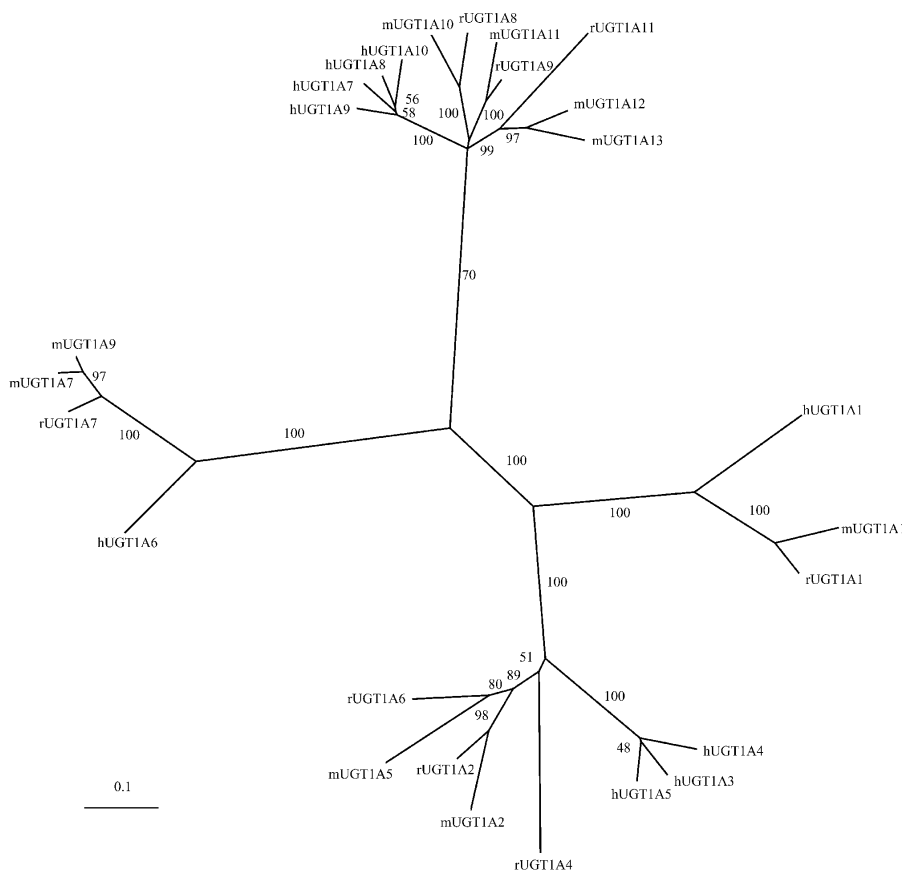 rUGT1A8
mUGT1A10
rUGT1A11
mUGT1A11
hUGT1A10
hUGT1A8
rUGT1A9
hUGT1A7
56
mUGT1A12
hUGT1A9
58
100
100
100
97
mUGT1A13
99
70
mUGT1A9
97
mUGT1A7
hUGT1A1
rUGT1A7
100
100
100
100
100
mUGT1A1
hUGT1A6
rUGT1A1
100
51
89
80
rUGT1A6
100
98
48
hUGT1A4
rUGT1A2
mUGT1A5
hUGT1A3
0.1
hUGT1A5
mUGT1A2
rUGT1A4